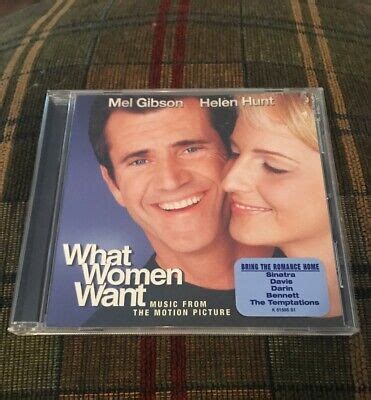 Mel Gibson Helen Hunt
What
Women
Want
MUSIC FROM
THE MOTION PICTURE
BRING THE ROMANCE HOME
Sinatra
Davis
Darin
Bennett
The Temptations